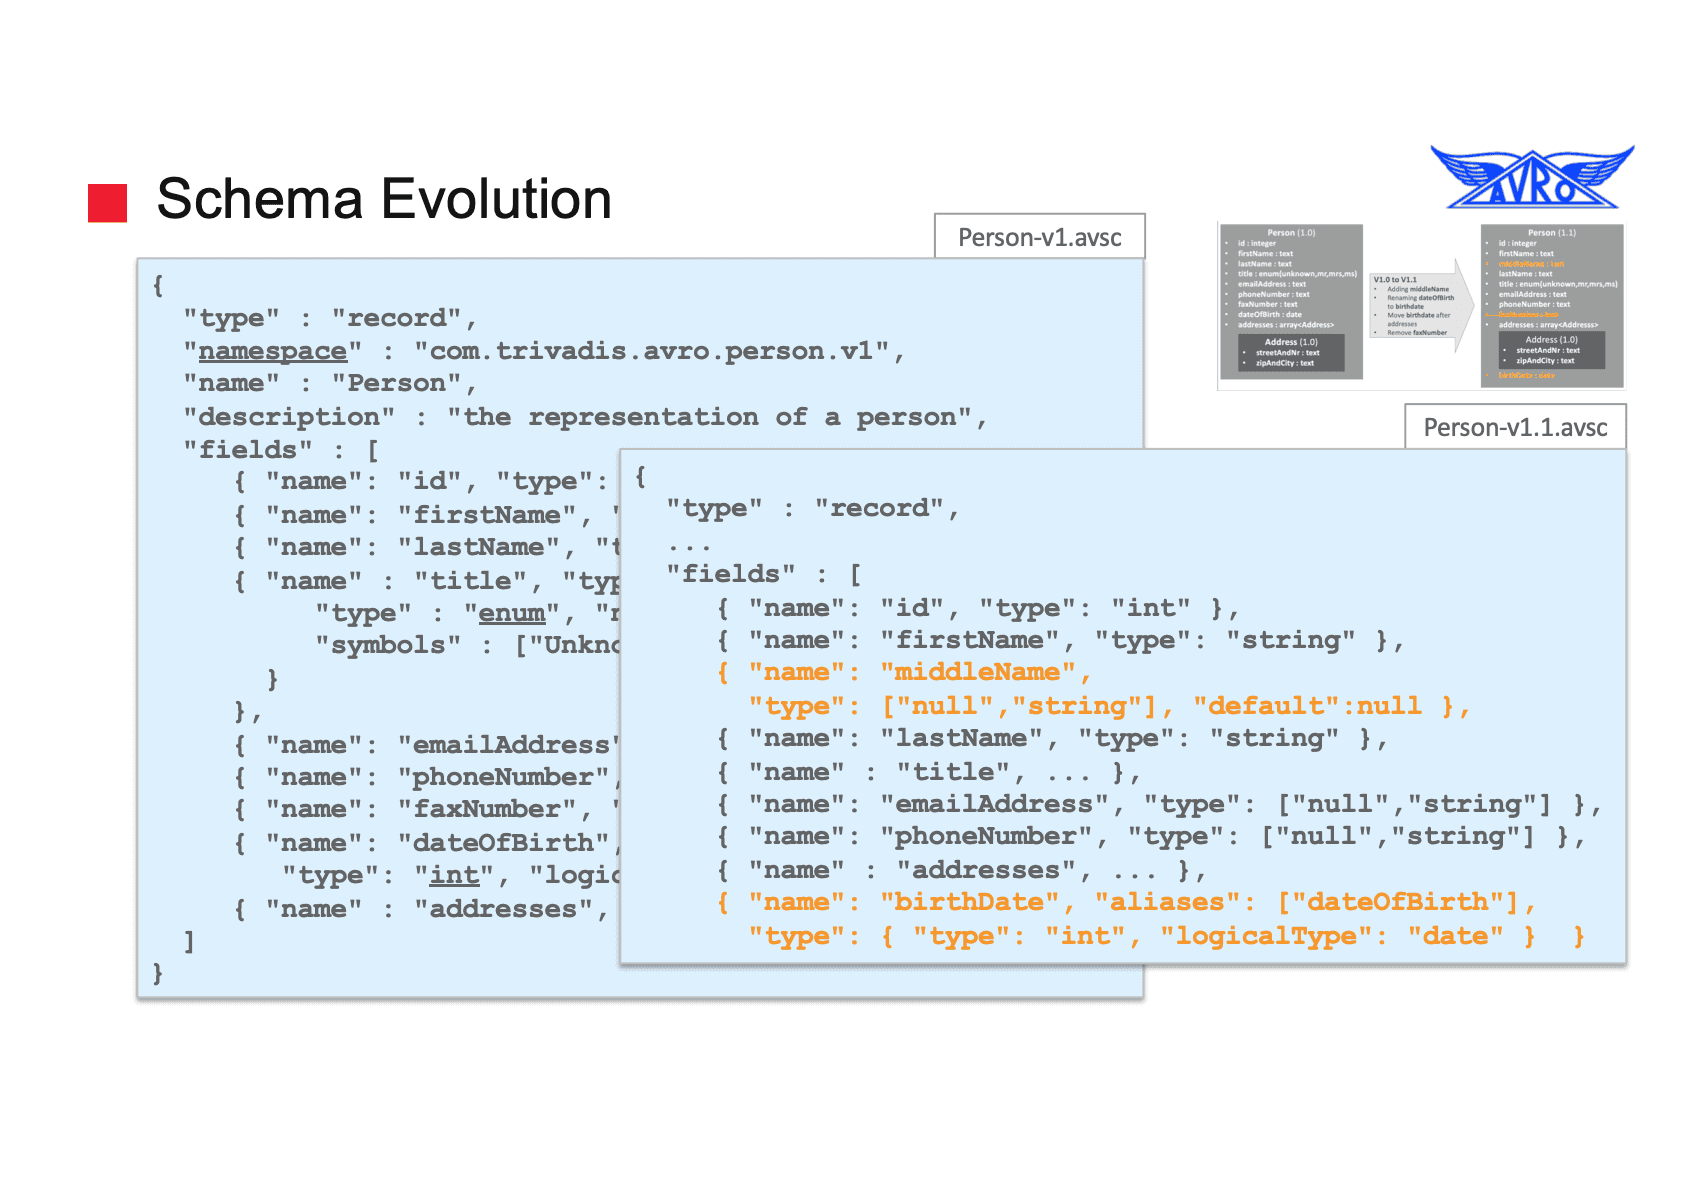 Schema Evolution
AVRO
Person-v1.avsc
{
"type" : "record",
"namespace" : "com.trivadis.avro.person.v1",
"name" : "Person",
"description" : "the representation of a person",
"fields" : [
{ "name": "id", "type":
{ "name": "firstName", "
{ "name": "lastName", "t
{ "name" : "title", "typ
"type" : "enum", "n
"symbols" : ["Unkno
}
},
{ "name": "emailAddress"
{ "name": "phoneNumber",
{ "name": "faxNumber", "
{ "name": "dateOfBirth",
"type": "int", "logic
{ "name" : "addresses",
]
}
Person (1.0)
• id : integer
• firstName : text
• lastName : text
• title : enum(unknown,mr,mrs,ms)
• emailAddress : text
• phoneNumber : text
• faxNumber : text
• dateOfBirth : date
• addresses : array<Address>
Address (1.0)
• streetAndNr : text
• zipAndCity : text
V1.0 to V1.1
• Adding middleName
• Renaming dateOfBirth
to birthdate
• Move birthdate after
addresses
• Remove faxNumber
Person (1.1)
• id : integer
• firstName : text
• middleName : text
• lastName : text
• title : enum(unknown,mr,mrs,ms)
• emailAddress : text
• phoneNumber : text
• addresses : array<Addresss>
Address (1.0)
• streetAndNr : text
• zipAndCity : text
• birthDate : date
Person-v1.1.avsc
{
"type" : "record",
...
"fields" : [
{ "name": "id", "type": "int" },
{ "name": "firstName", "type": "string" },
{ "name": "middleName",
"type": ["null","string"], "default":null },
{ "name": "lastName", "type": "string" },
{ "name" : "title", ... },
{ "name": "emailAddress", "type": ["null","string"] },
{ "name": "phoneNumber", "type": ["null","string"] },
{ "name" : "addresses", ... },
{ "name": "birthDate", "aliases": ["dateOfBirth"],
"type": { "type": "int", "logicalType": "date" } }